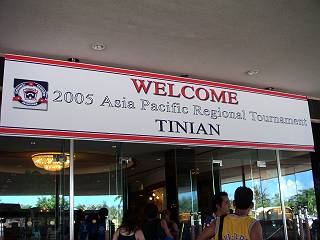 WELCOME
2005 Asia Pacific Regional Tournament
TINIAN